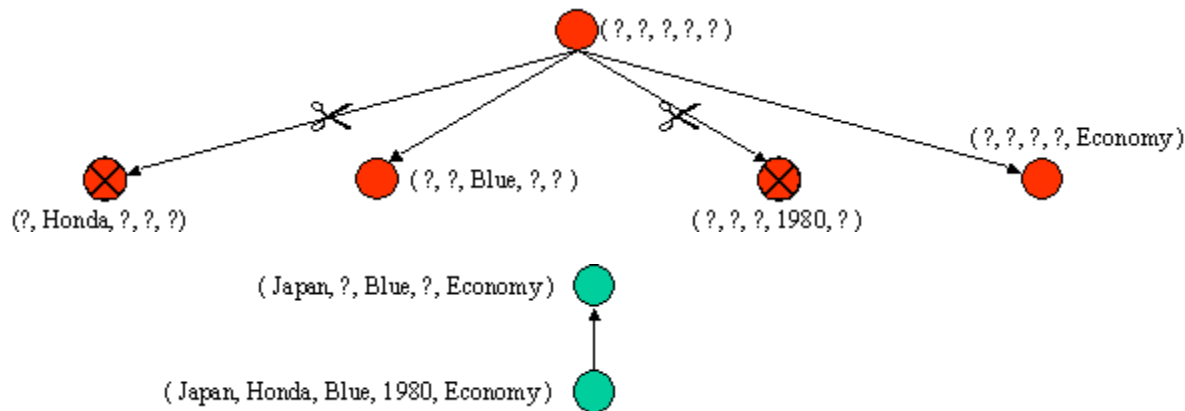 ( ?, ?, ?, ?, ? )
( ?, ?, ?, ?, Economy )
( ?, ?, Blue, ?, ? )
(?, Honda, ?, ?, ?)
( ?, ?, ?, 1980, ? )
( Japan, ?, Blue, ?, Economy )
( Japan, Honda, Blue, 1980, Economy )